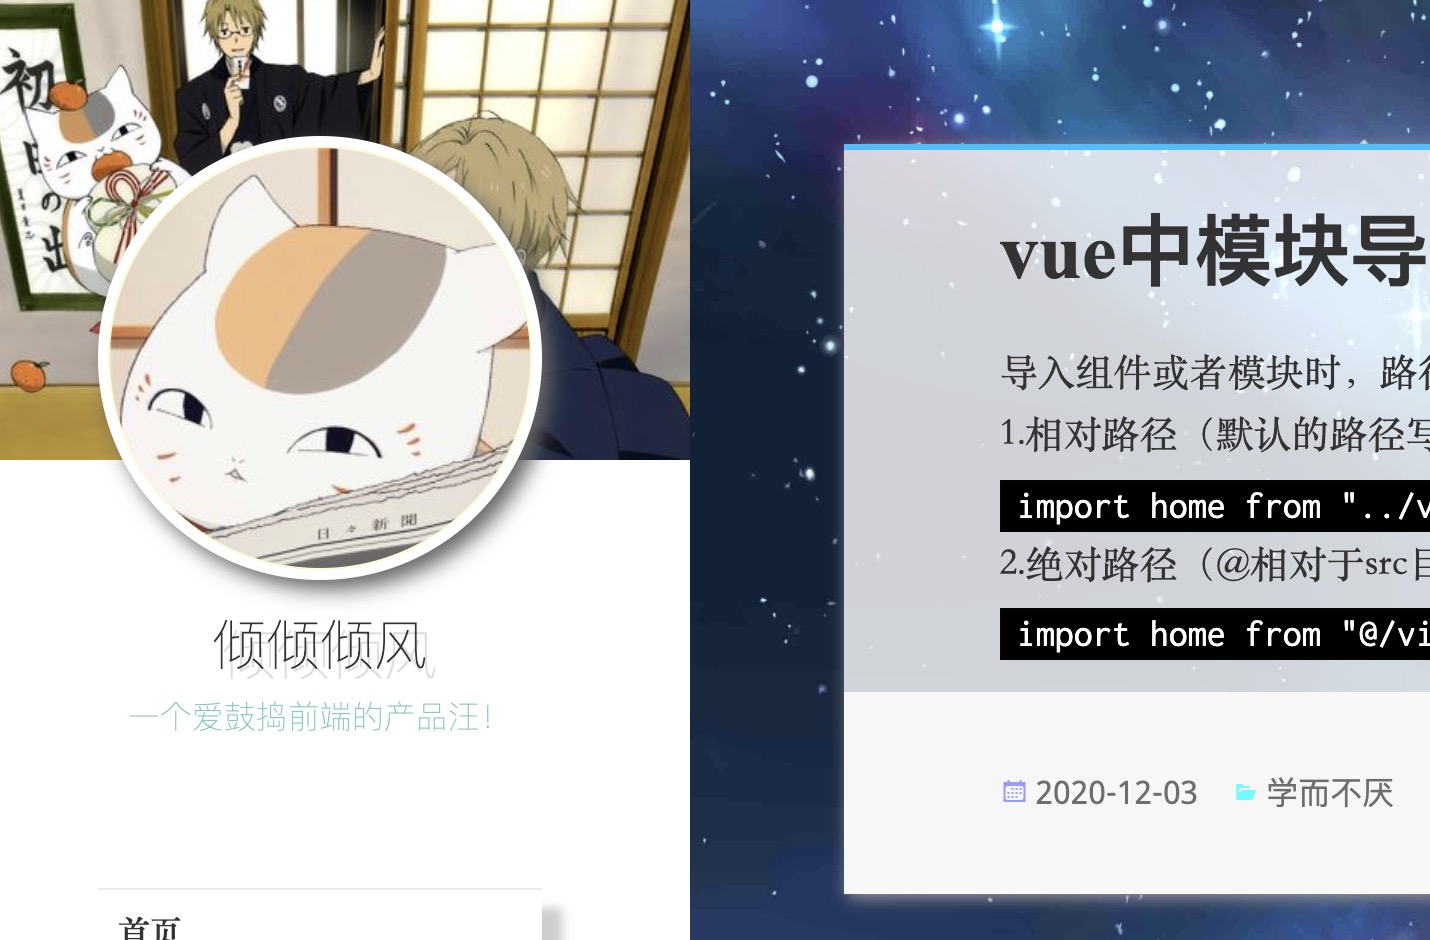 初日の出
日々新聞
倾倾倾风
一个爱鼓捣前端的产品汪!
首页
vue中模块导
导入组件或者模块时，路径
1.相对路径（默认的路径写
import home from "../v
2.绝对路径（@相对于src目
import home from "@/vi
2020-12-03 学而不厌